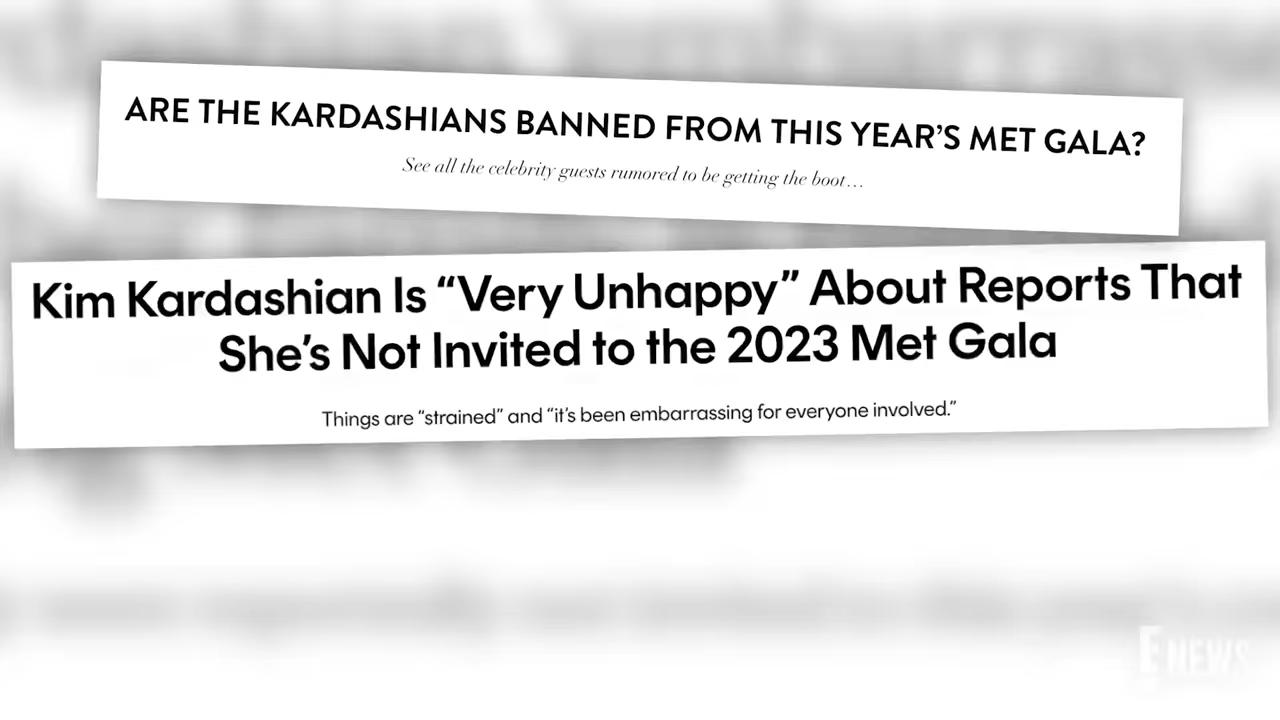 ARE THE KARDASHIANS BANNED FROM THIS YEAR’S MET GALA?
See all the celebrity guests rumored to be getting the boot…
Kim Kardashian Is “Very Unhappy” About Reports That
She’s Not Invited to the 2023 Met Gala
Things are “strained” and “it’s been embarrassing for everyone involved.”
E NEWS